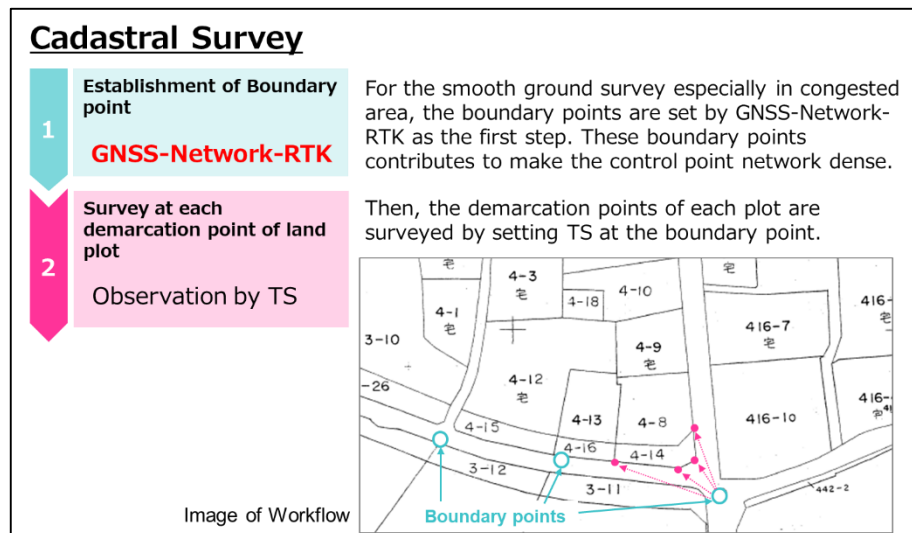 Cadastral Survey
1
Establishment of Boundary
point
GNSS-Network-RTK
For the smooth ground survey especially in congested
area, the boundary points are set by GNSS-Network-
RTK as the first step. These boundary points
contributes to make the control point network dense.
2
Survey at each
demarcation point of land
plot
Observation by TS
Then, the demarcation points of each plot are
surveyed by setting TS at the boundary point.
宅
4-3
宅
4-18
4-10
宅
4-1
宅
416-7
宅
416-
宅
3-10
4-9
宅
-26
4-12
宅
4-13
4-8
416-10
416-
宅
4-15
4-16
4-14
3-12
3-11
442-2
Boundary points
Image of Workflow